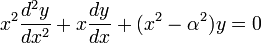 x^2 \frac{d^2 y}{dx^2} + x \frac{dy}{dx} + (x^2 - \alpha^2)y = 0